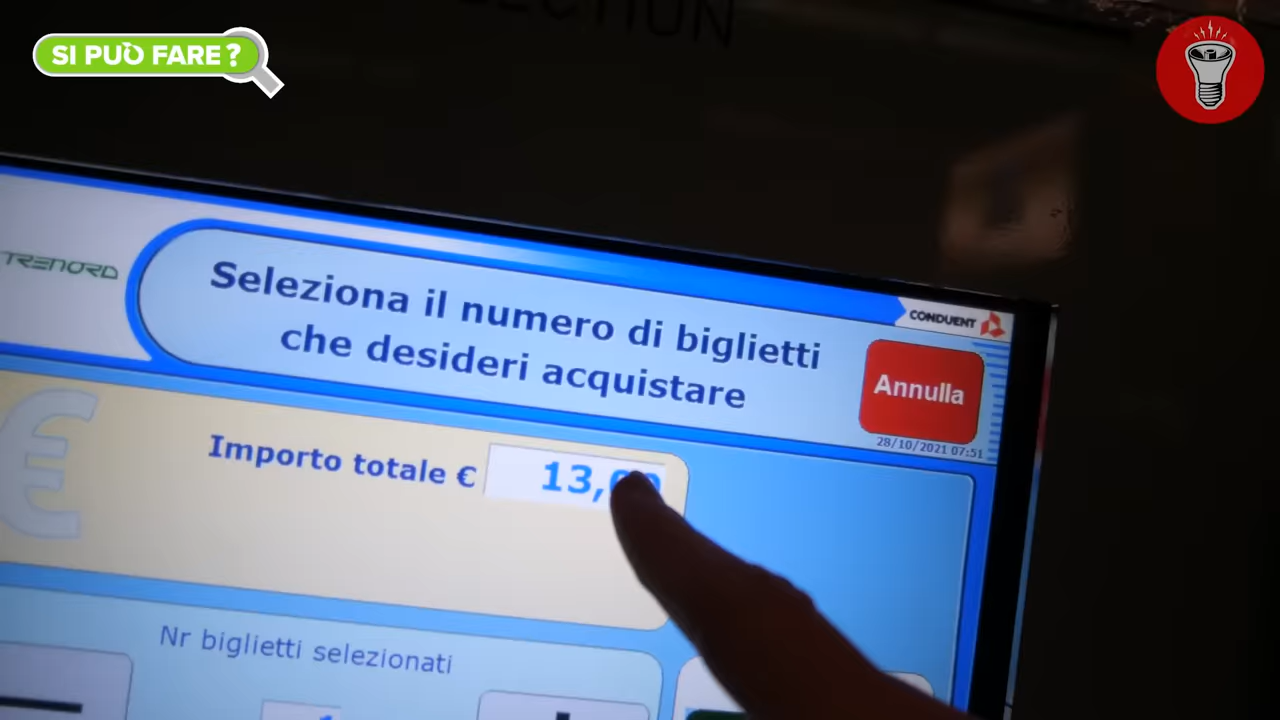 SI PUÒ FARE?
TRENORD
Seleziona il numero di biglietti
che desideri acquistare
CONDUENT
Annulla
28/10/2021 07:51
Importo totale €
13,
€
Nr biglietti selezionati